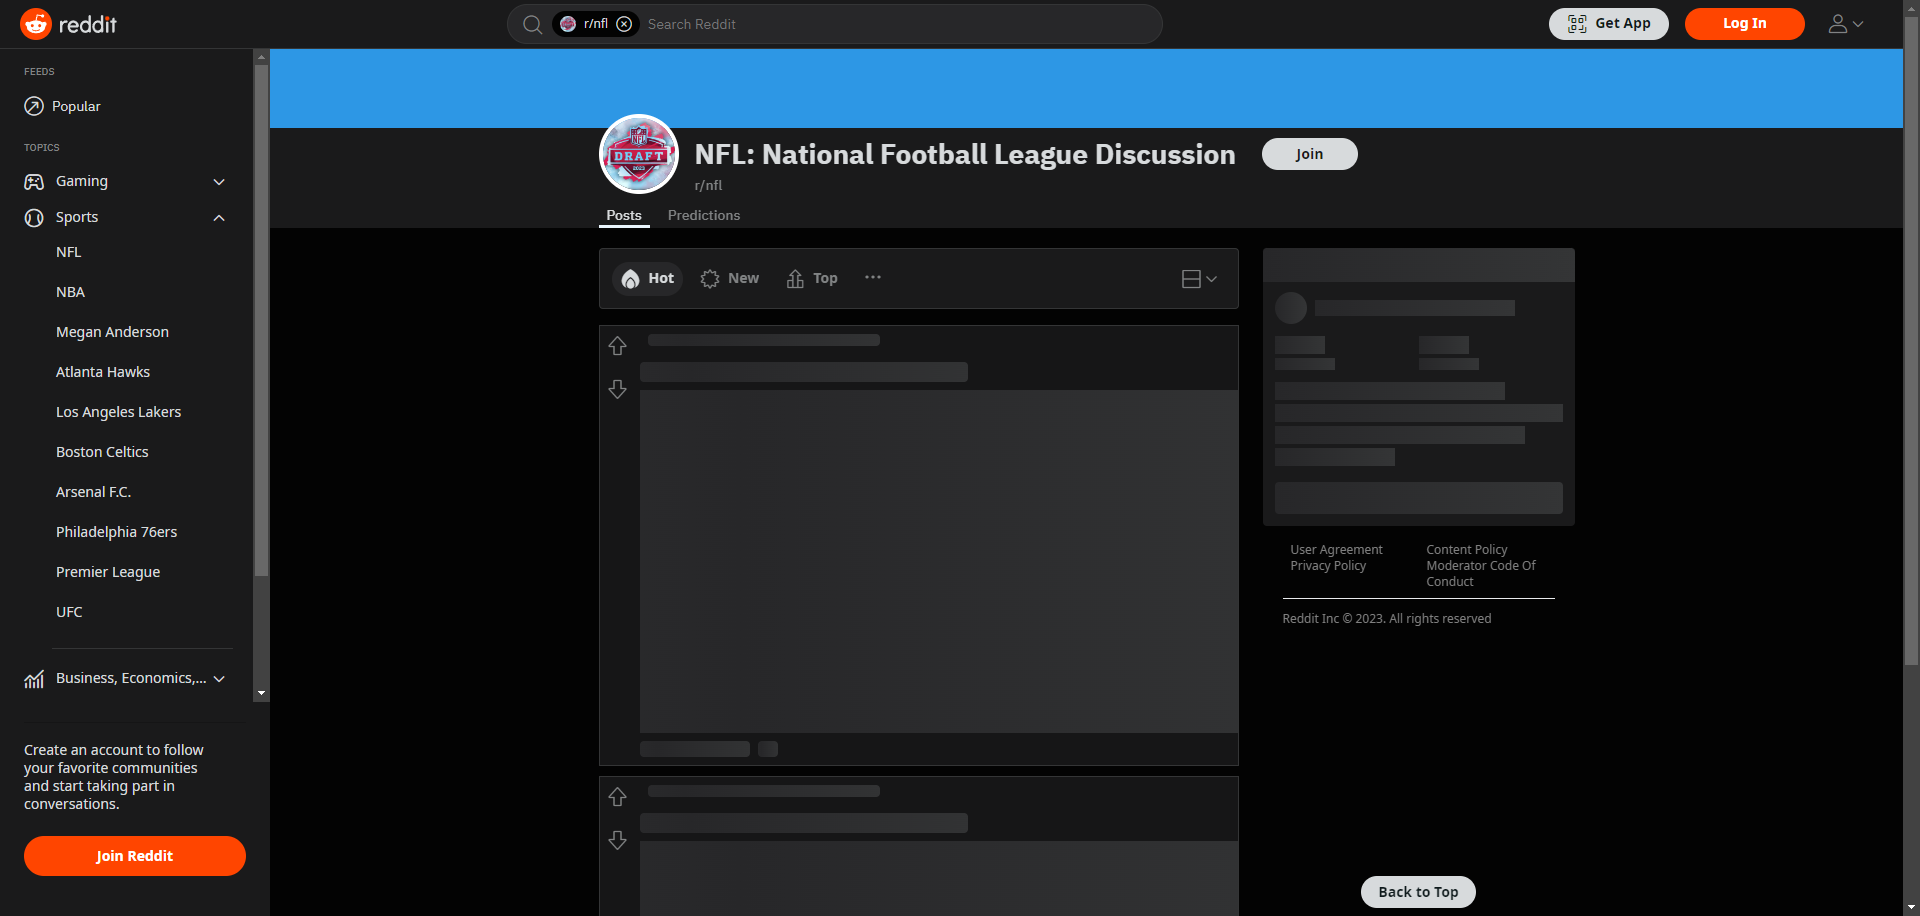 reddit
r/nfl
Search Reddit
Get App
Log In
FEEDS
Popular
TOPICS
Gaming
Sports
NFL
NBA
Megan Anderson
Atlanta Hawks
Los Angeles Lakers
Boston Celtics
Arsenal F.C.
Philadelphia 76ers
Premier League
UFC
Business, Economics,...
Create an account to follow
your favorite communities
and start taking part in
conversations.
Join Reddit
NFL
DRAFT
2023
NFL: National Football League Discussion
Join
r/nfl
Posts
Predictions
Hot
New
Top
User Agreement
Privacy Policy
Content Policy
Moderator Code Of
Conduct
Reddit Inc © 2023. All rights reserved
Back to Top